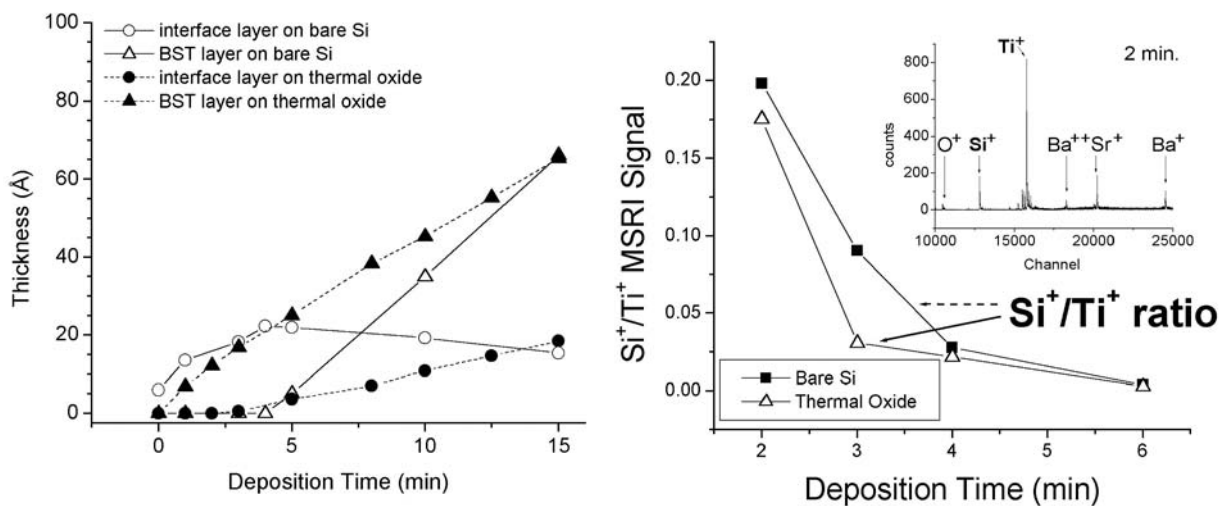 100
80
60
40
20
0
Thickness (Å)
interface layer on bare Si
BST layer on bare Si
interface layer on thermal oxide
BST layer on thermal oxide
0
5
10
15
Deposition Time (min)
0.20
0.15
0.10
0.05
0.00
Si⁺/Ti⁺ MSRI Signal
2
3
4
5
6
Deposition Time (min)
Bare Si
Thermal Oxide
Si⁺/Ti⁺ ratio
800
600
400
200
0
counts
Ti⁺
2 min.
O⁺
Si⁺
Ba⁺⁺
Sr⁺
Ba⁺
10000
15000
20000
25000
Channel